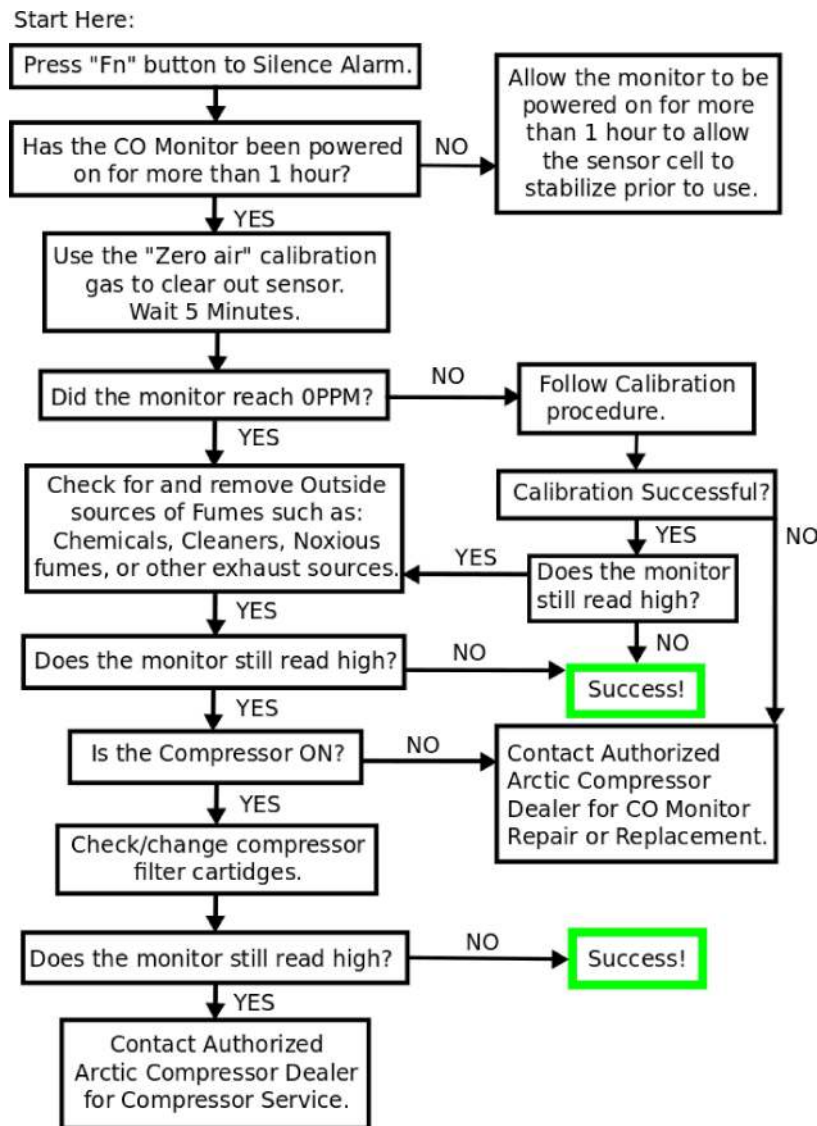 Start Here:
Press "Fn" button to Silence Alarm.
Allow the monitor to be
powered on for more
than 1 hour to allow
the sensor cell to
stabilize prior to use.
Has the CO Monitor been powered
on for more than 1 hour?
NO
YES
Use the "Zero air" calibration
gas to clear out sensor.
Wait 5 Minutes.
Did the monitor reach 0PPM?
NO
Follow Calibration
procedure.
YES
Calibration Successful?
YES
NO
Check for and remove Outside
sources of Fumes such as:
Chemicals, Cleaners, Noxious
fumes, or other exhaust sources.
YES
Does the monitor
still read high?
YES
NO
Does the monitor still read high?
NO
Success!
YES
Is the Compressor ON?
NO
Contact Authorized
Arctic Compressor
Dealer for CO Monitor
Repair or Replacement.
YES
Check/change compressor
filter cartidges.
Does the monitor still read high?
NO
Success!
YES
Contact Authorized
Arctic Compressor Dealer
for Compressor Service.